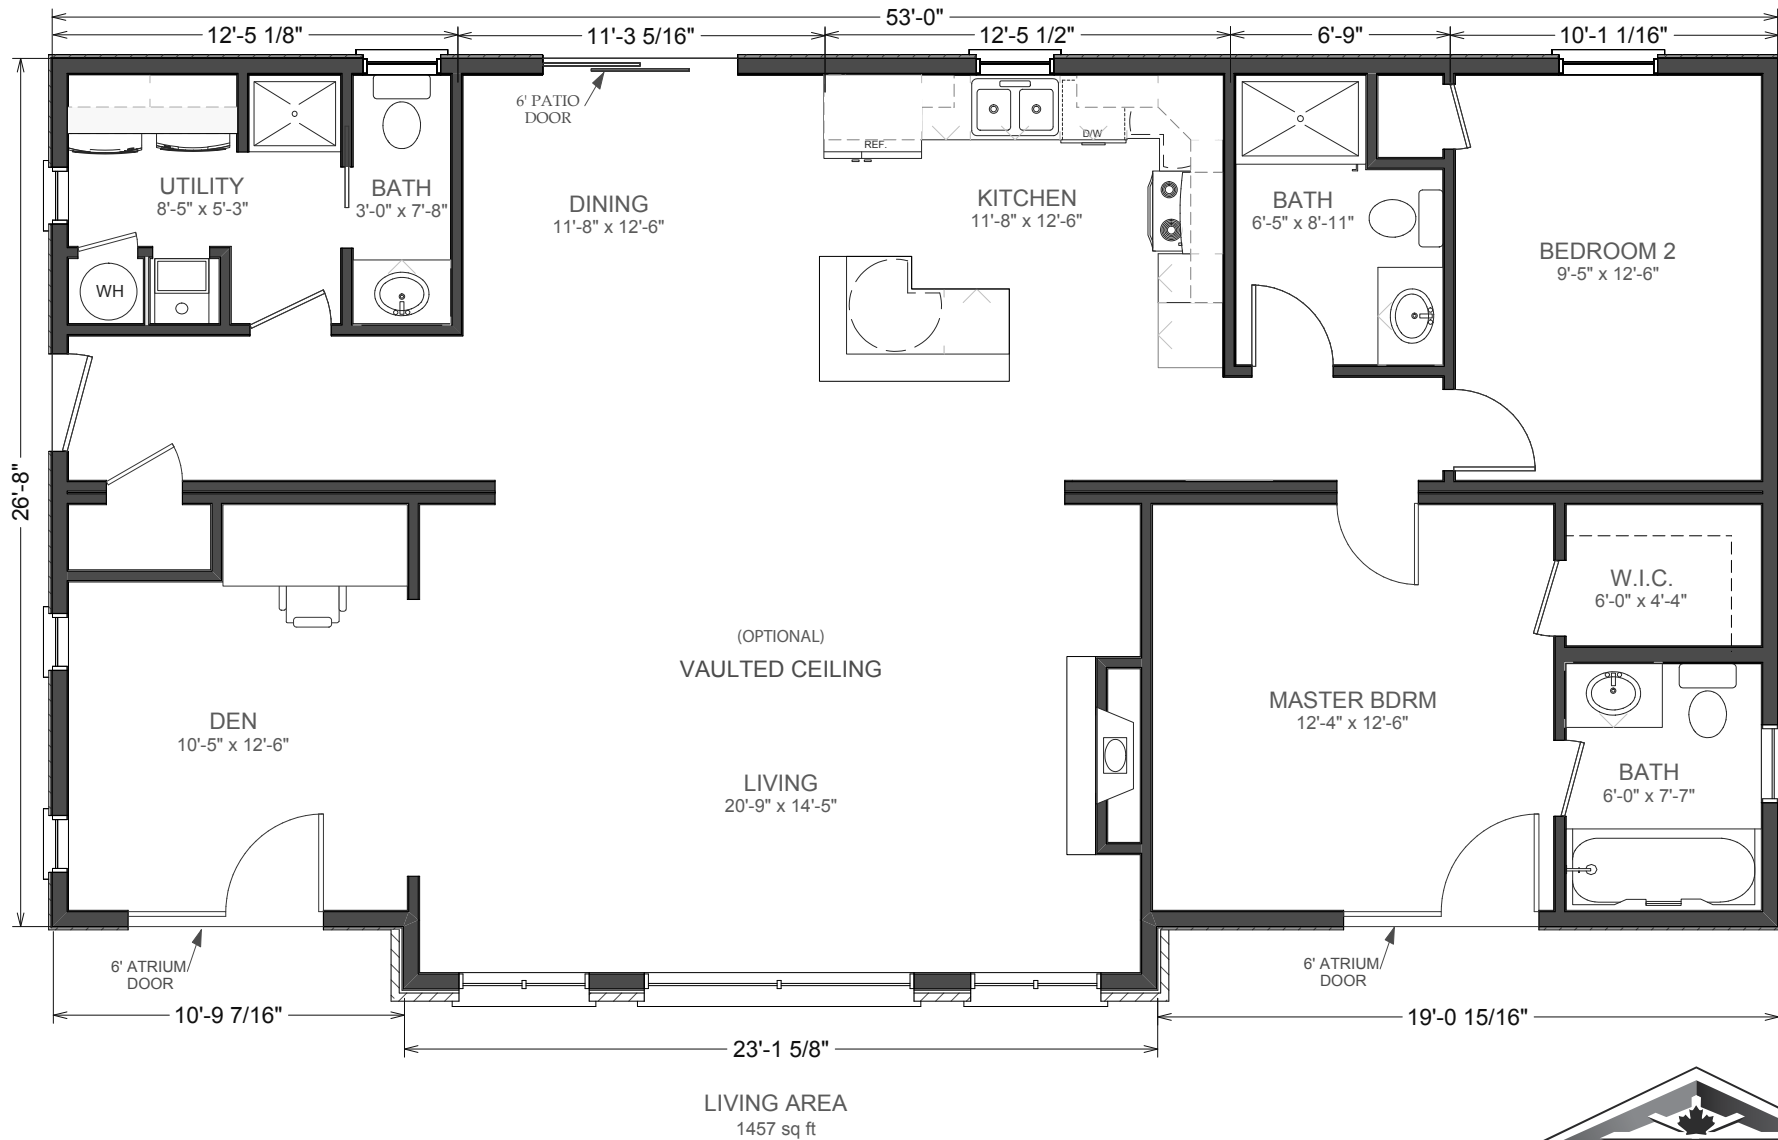 53'-0"
12'-5 1/8"
11'-3 5/16"
12'-5 1/2"
6'-9"
10'-1 1/16"
6' PATIO
DOOR
REF.
D/W
UTILITY
8'-5" x 5'-3"
BATH
3'-0" x 7'-8"
DINING
11'-8" x 12'-6"
KITCHEN
11'-8" x 12'-6"
BATH
6'-5" x 8'-11"
BEDROOM 2
9'-5" x 12'-6"
WH
26'-8"
W.I.C.
6'-0" x 4'-4"
(OPTIONAL)
VAULTED CEILING
MASTER BDRM
12'-4" x 12'-6"
DEN
10'-5" x 12'-6"
LIVING
20'-9" x 14'-5"
BATH
6'-0" x 7'-7"
6' ATRIUM
DOOR
6' ATRIUM
DOOR
10'-9 7/16"
19'-0 15/16"
23'-1 5/8"
LIVING AREA
1457 sq ft